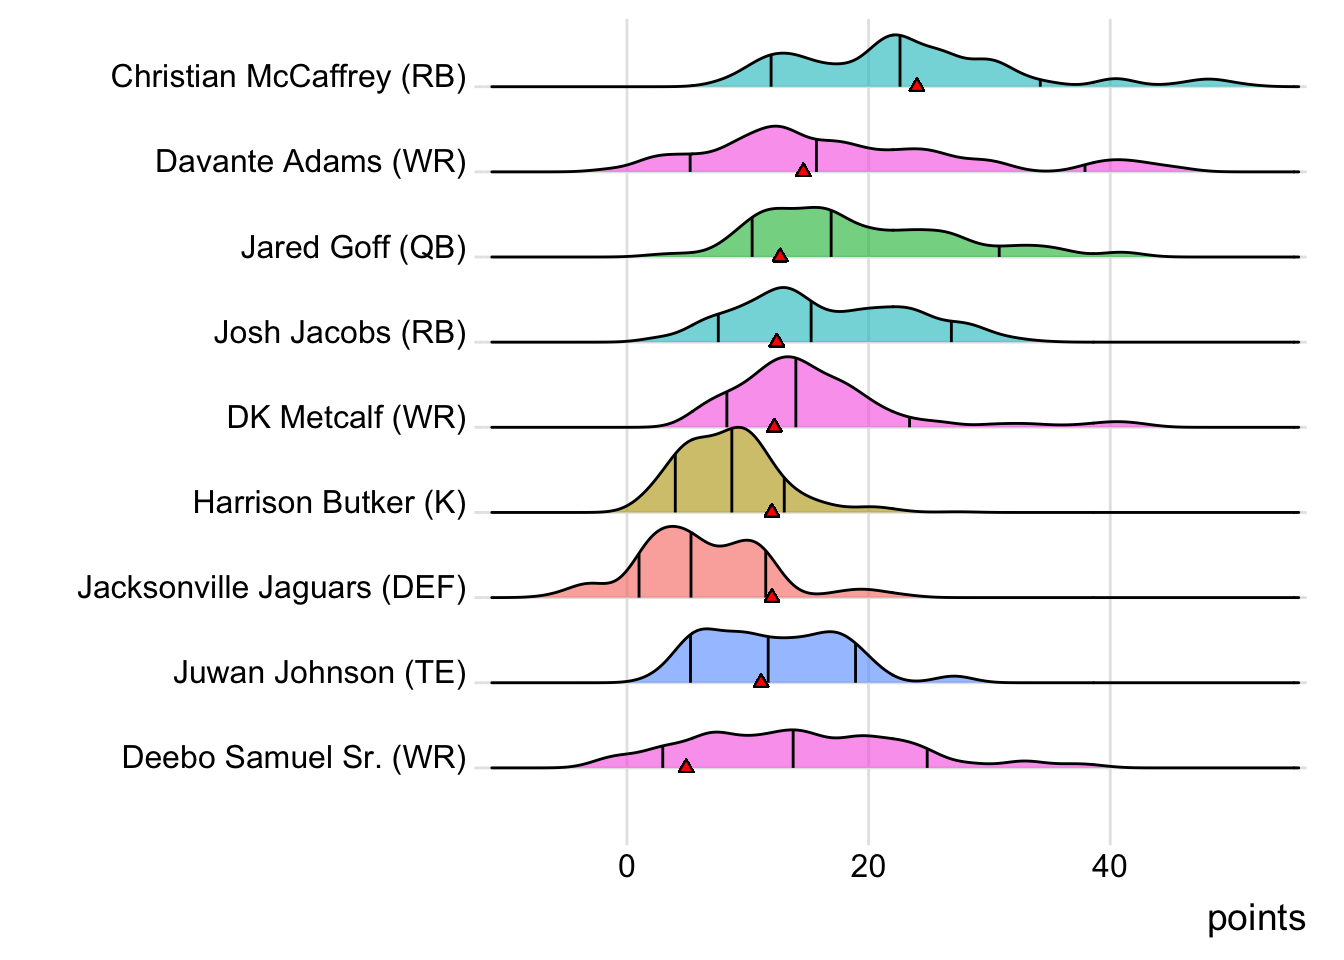 Christian McCaffrey (RB)
Davante Adams (WR)
Jared Goff (QB)
Josh Jacobs (RB)
DK Metcalf (WR)
Harrison Butker (K)
Jacksonville Jaguars (DEF)
Juwan Johnson (TE)
Deebo Samuel Sr. (WR)
0 20 40
points